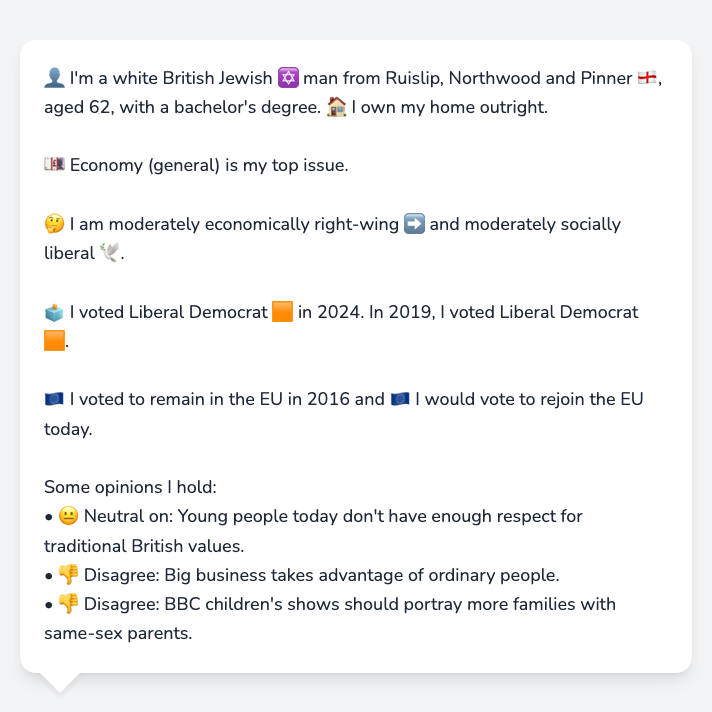 👤 I'm a white British Jewish 🔯 man from Ruislip, Northwood and Pinner 🏴󠁧󠁢󠁥󠁮󠁧󠁿,
aged 62, with a bachelor's degree. 🏠 I own my home outright.
💷 Economy (general) is my top issue.
🤔 I am moderately economically right-wing ➡️ and moderately socially
liberal 🕊️.
🗳️ I voted Liberal Democrat 🟧 in 2024. In 2019, I voted Liberal Democrat
🟧.
🇪🇺 I voted to remain in the EU in 2016 and 🇪🇺 I would vote to rejoin the EU
today.
Some opinions I hold:
• 😐 Neutral on: Young people today don't have enough respect for
traditional British values.
• 👎 Disagree: Big business takes advantage of ordinary people.
• 👎 Disagree: BBC children's shows should portray more families with
same-sex parents.